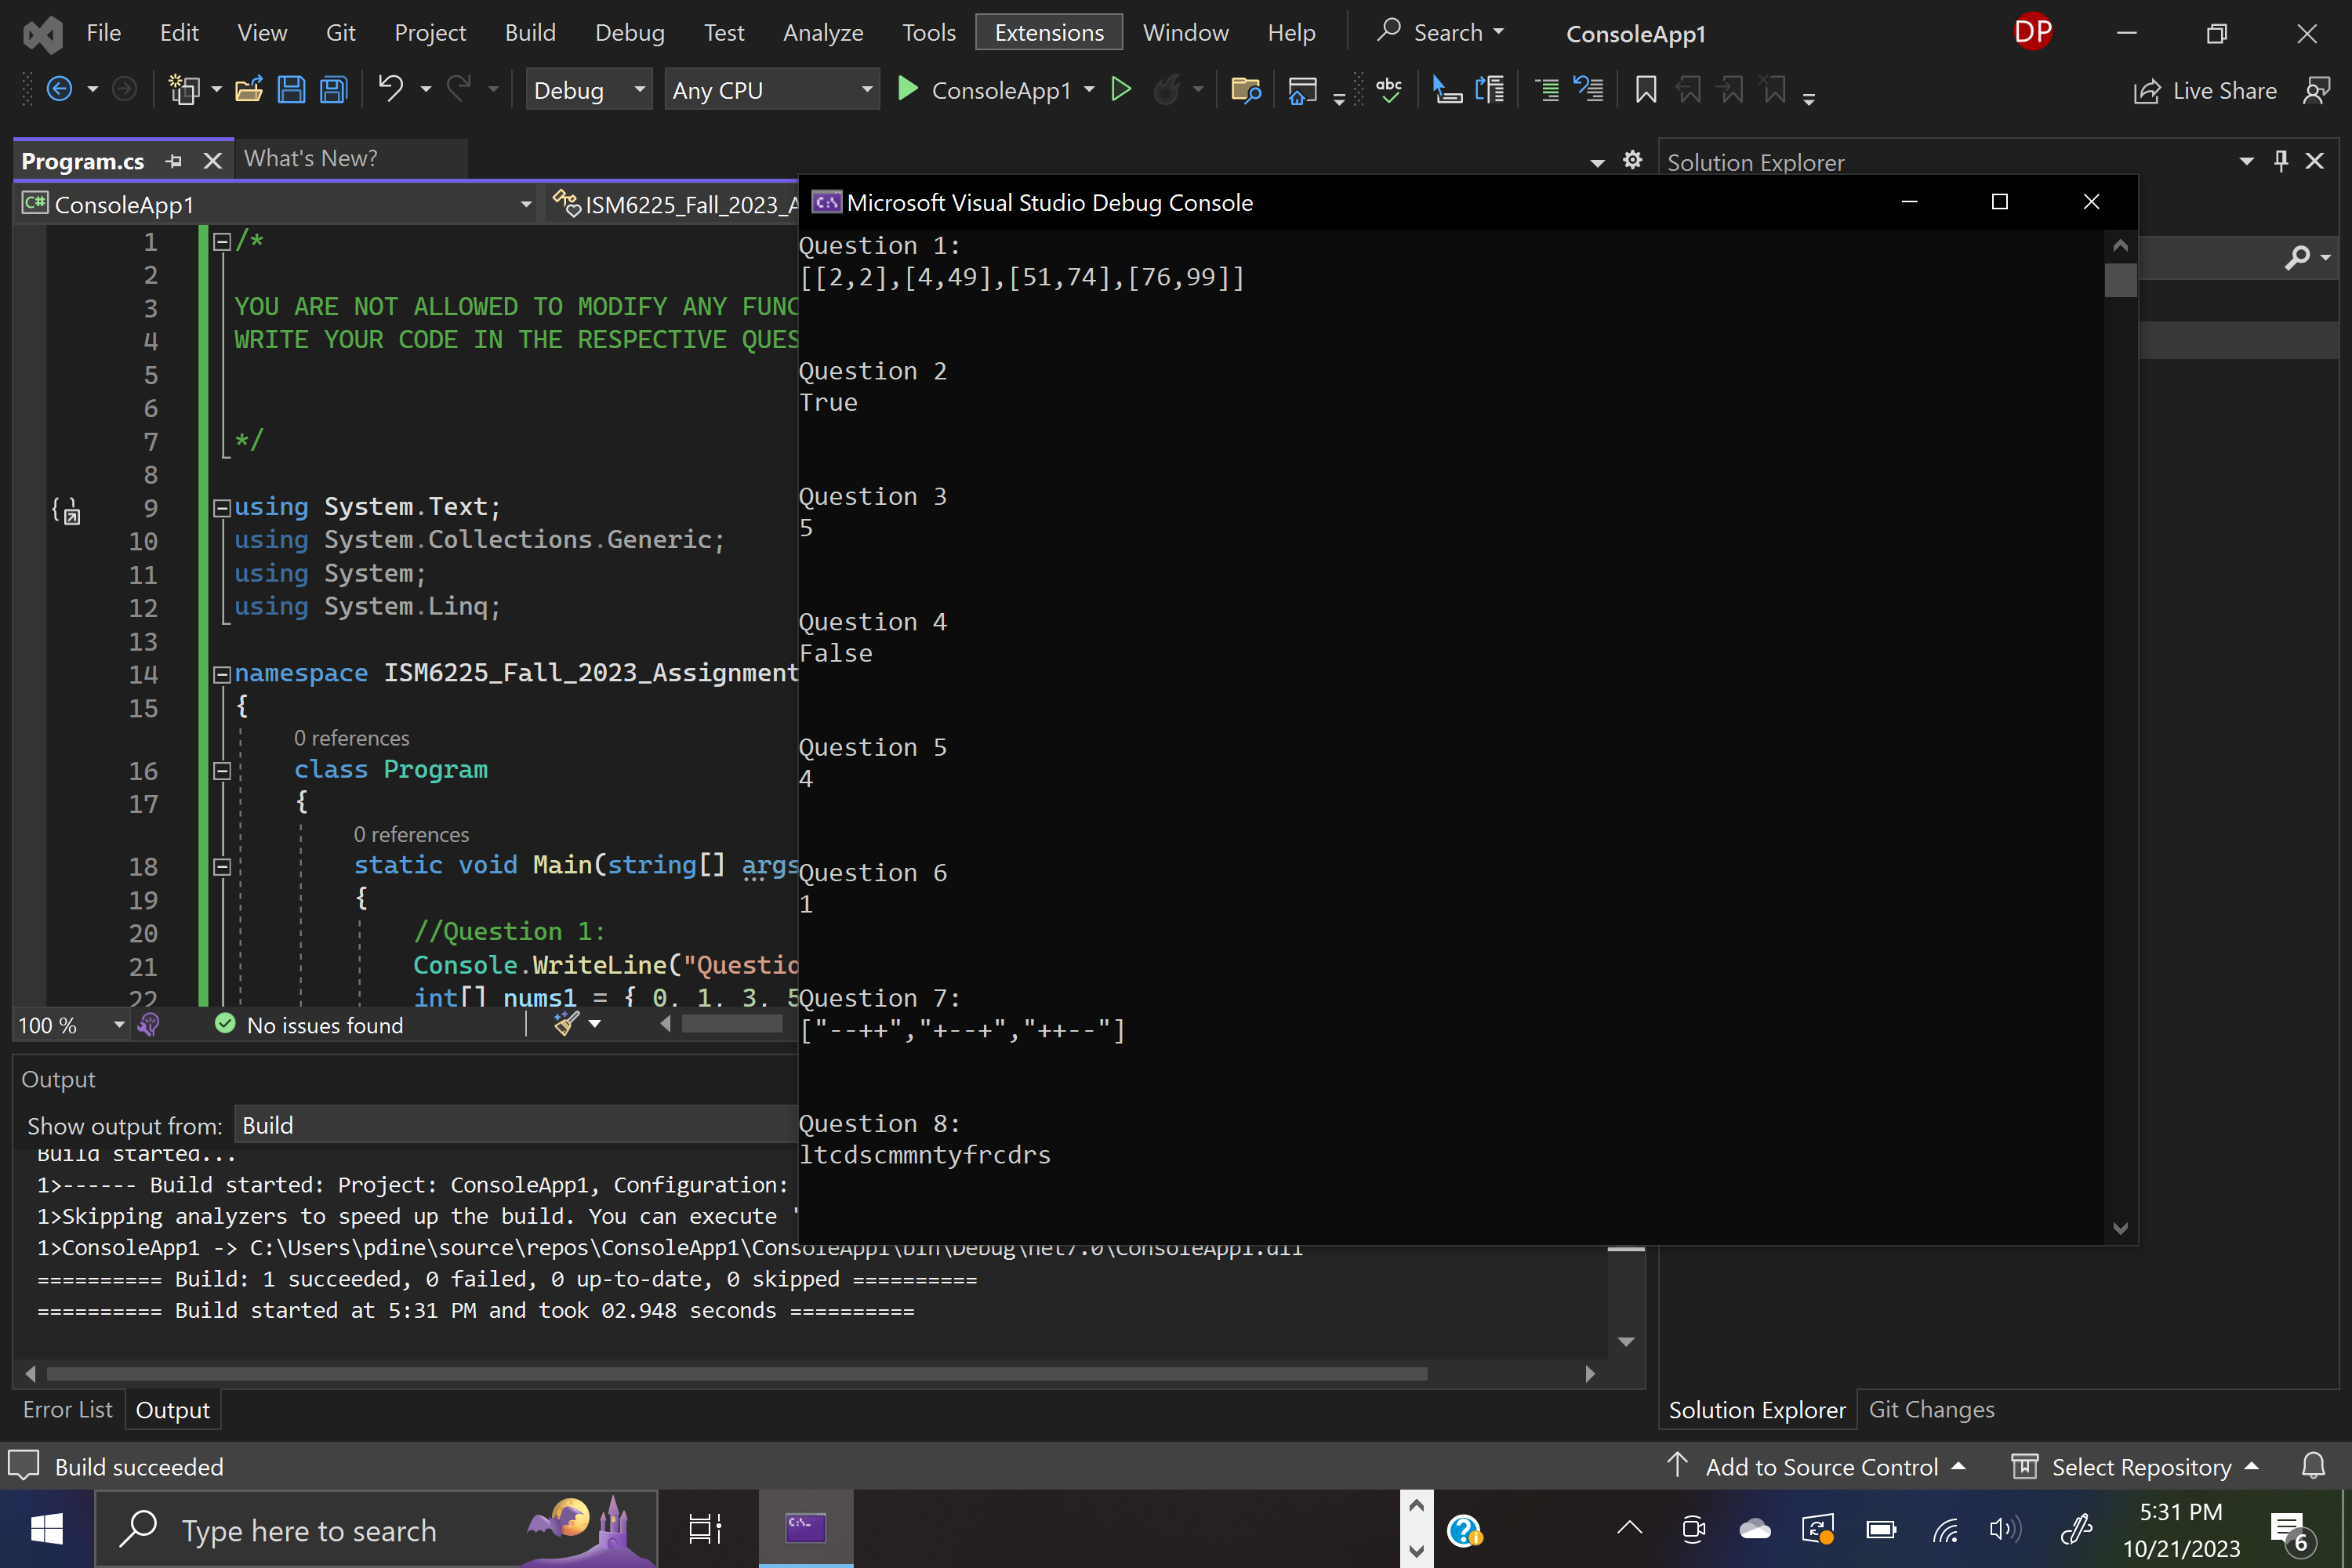 File Edit View Git Project Build Debug Test Analyze Tools Extensions Window Help Search ConsoleApp1 DP
Debug Any CPU ConsoleApp1 abc Live Share
Program.cs What's New?
Solution Explorer
C# ConsoleApp1 ISM6225_Fall_2023_A
1 /*
2
3 YOU ARE NOT ALLOWED TO MODIFY ANY FUNC
4 WRITE YOUR CODE IN THE RESPECTIVE QUES
5
6
7 */
8
9 using System.Text;
10 using System.Collections.Generic;
11 using System;
12 using System.Linq;
13
14 namespace ISM6225_Fall_2023_Assignment
15 {
0 references
16 class Program
17 {
0 references
18 static void Main(string[] args
19 {
20 //Question 1:
21 Console.WriteLine("Questio
22 int[] nums1 = { 0, 1, 3, 5
100 % No issues found
Microsoft Visual Studio Debug Console
Question 1:
[[2,2],[4,49],[51,74],[76,99]]
Question 2
True
Question 3
5
Question 4
False
Question 5
4
Question 6
1
Question 7:
["--++","+--+","++--"]
Question 8:
ltcdscmmntyfrcdrs
Output
Show output from: Build
Build started...
1>------ Build started: Project: ConsoleApp1, Configuration:
1>Skipping analyzers to speed up the build. You can execute '
1>ConsoleApp1 -> C:\Users\pdine\source\repos\ConsoleApp1\ConsoleApp1\bin\Debug\net7.0\ConsoleApp1.dll
========== Build: 1 succeeded, 0 failed, 0 up-to-date, 0 skipped ==========
========== Build started at 5:31 PM and took 02.948 seconds ==========
Error List Output
Solution Explorer Git Changes
Build succeeded
Add to Source Control Select Repository
Type here to search
5:31 PM
10/21/2023
6